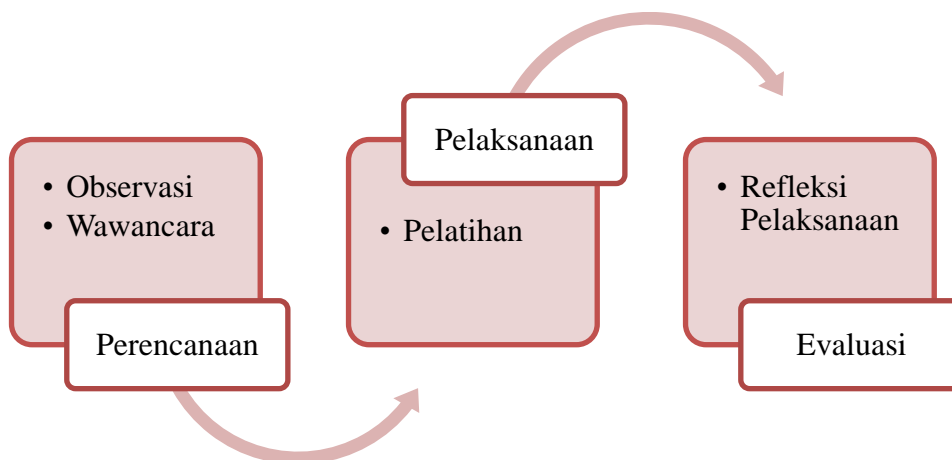 • Observasi
• Wawancara
Perencanaan
Pelaksanaan
• Pelatihan
• Refleksi
Pelaksanaan
Evaluasi